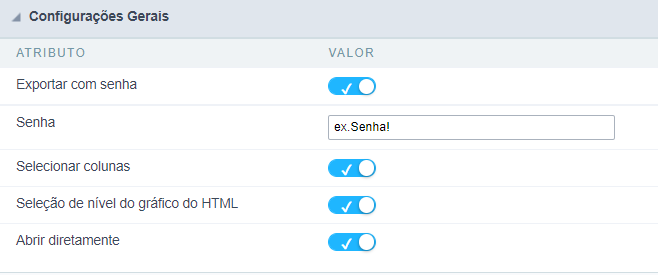 Configurações Gerais
ATRIBUTO VALOR
Exportar com senha
Senha ex.Senha!
Selecionar colunas
Seleção de nível do gráfico do HTML
Abrir diretamente